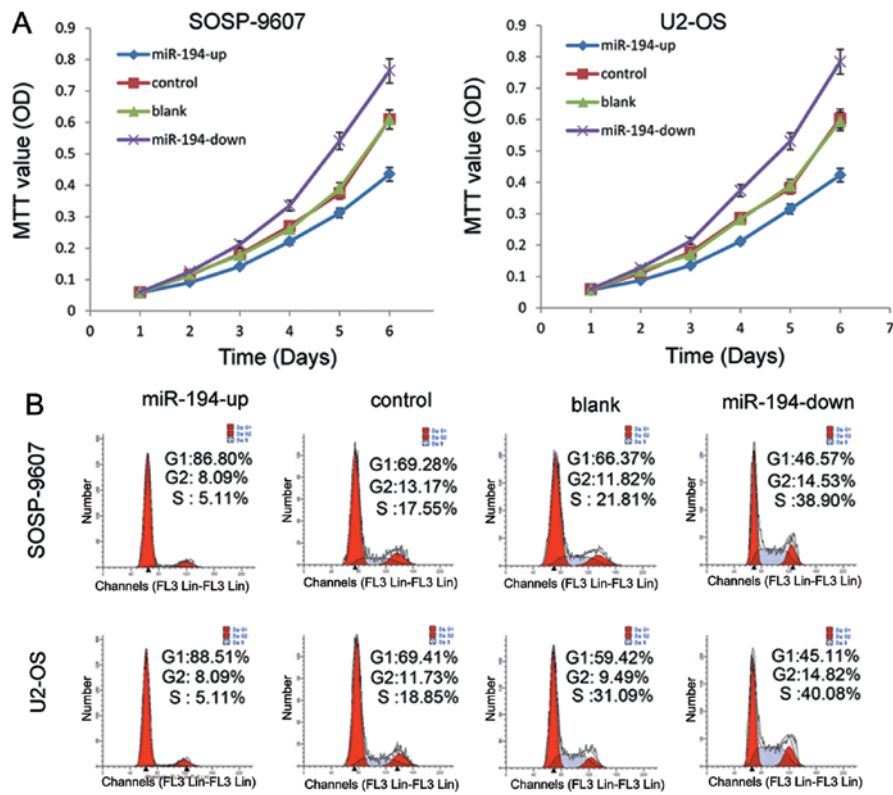 A
SOSP-9607
U2-OS
0.9
0.8
0.7
0.6
0.5
0.4
0.3
0.2
0.1
0
MTT value (OD)
miR-194-up
control
blank
miR-194-down
0 1 2 3 4 5 6
Time (Days)
0.9
0.8
0.7
0.6
0.5
0.4
0.3
0.2
0.1
0
MTT value (OD)
miR-194-up
control
blank
miR-194-down
0 1 2 3 4 5 6 7
Time (Days)
B
miR-194-up
control
blank
miR-194-down
SOSP-9607
Number
G1:86.80%
G2: 8.09%
S : 5.11%
Channels (FL3 Lin-FL3 Lin)
Number
G1:69.28%
G2:13.17%
S :17.55%
Channels (FL3 Lin-FL3 Lin)
Number
G1:66.37%
G2:11.82%
S : 21.81%
Channels (FL3 Lin-FL3 Lin)
Number
G1:46.57%
G2:14.53%
S :38.90%
Channels (FL3 Lin-FL3 Lin)
U2-OS
Number
G1:88.51%
G2: 8.09%
S : 5.11%
Channels (FL3 Lin-FL3 Lin)
Number
G1:69.41%
G2:11.73%
S :18.85%
Channels (FL3 Lin-FL3 Lin)
Number
G1:59.42%
G2: 9.49%
S :31.09%
Channels (FL3 Lin-FL3 Lin)
Number
G1:45.11%
G2:14.82%
S :40.08%
Channels (FL3 Lin-FL3 Lin)